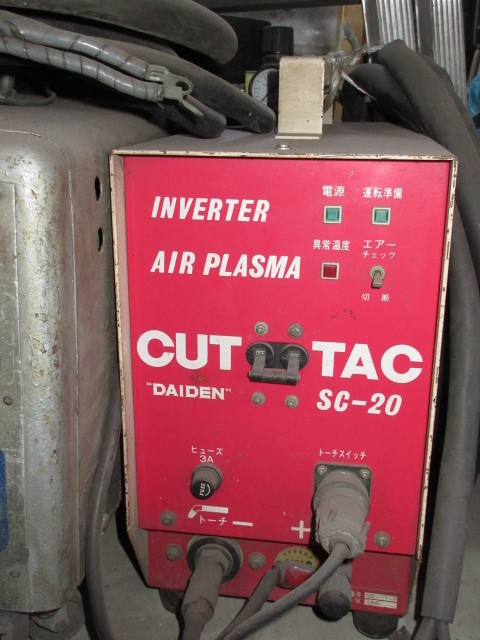 電源 運転準備
INVERTER
異常温度 エアー
チェック
AIR PLASMA
切断
CUT TAC
"DAIDEN" SC-20
ヒューズ
3A
トーチスイッチ
トーチ − +